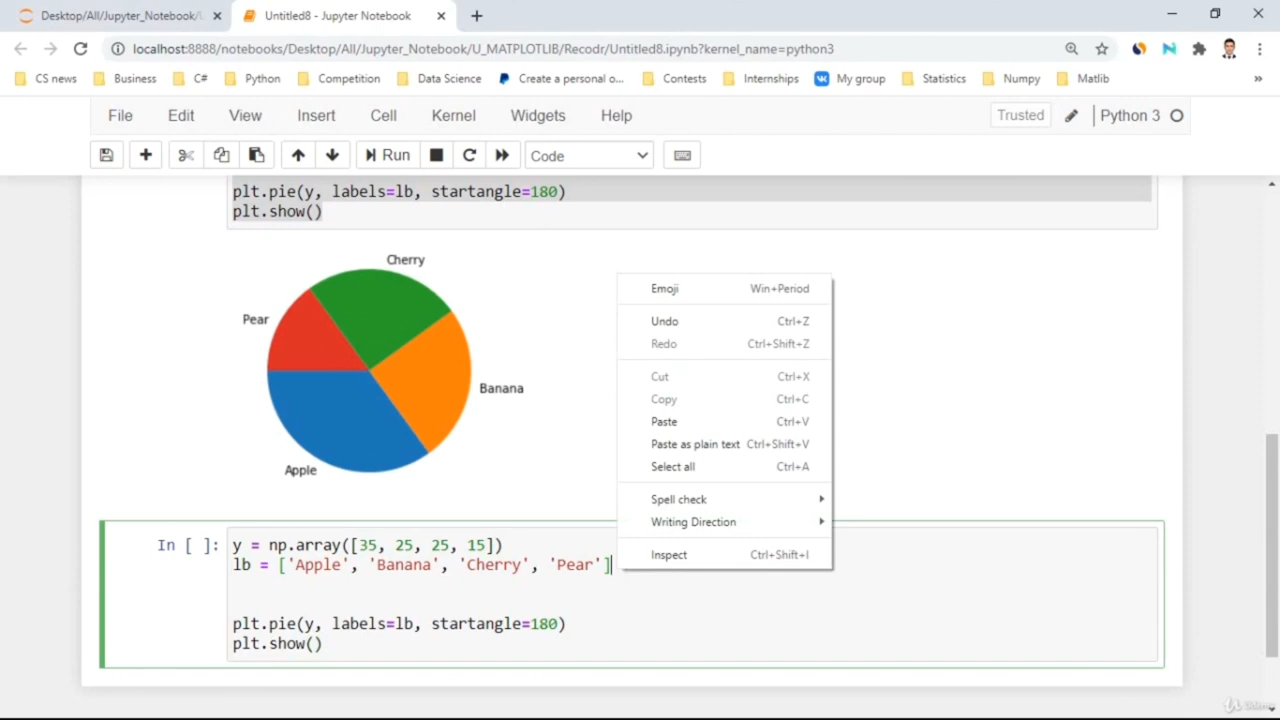 Desktop/All/Jupyter_Notebook/
Untitled8 - Jupyter Notebook
localhost:8888/notebooks/Desktop/All/Jupyter_Notebook/U_MATPLOTLIB/Recodr/Untitled8.ipynb?kernel_name=python3
CS news Business C# Python Competition Data Science Create a personal o... Contests Internships My group Statistics Numpy Matlib »
File Edit View Insert Cell Kernel Widgets Help Trusted Python 3
Run Code
plt.pie(y, labels=lb, startangle=180)
plt.show()
Cherry
Pear
Banana
Apple
Emoji Win+Period
Undo Ctrl+Z
Redo Ctrl+Shift+Z
Cut Ctrl+X
Copy Ctrl+C
Paste Ctrl+V
Paste as plain text Ctrl+Shift+V
Select all Ctrl+A
Spell check
Writing Direction
Inspect Ctrl+Shift+I
In [ ]: y = np.array([35, 25, 25, 15])
lb = ['Apple', 'Banana', 'Cherry', 'Pear']
plt.pie(y, labels=lb, startangle=180)
plt.show()